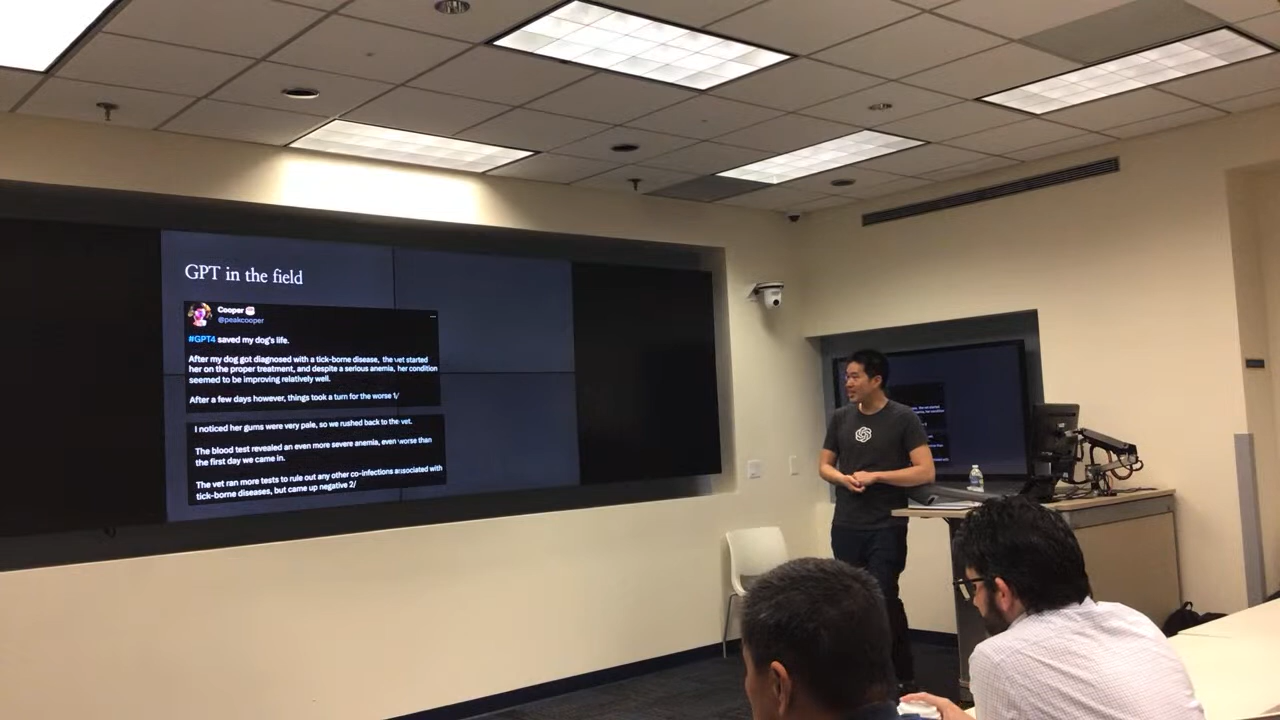 GPT in the field
Cooper
@peakcooper
#GPT4 saved my dog's life.
After my dog got diagnosed with a tick-borne disease, the vet started
her on the proper treatment, and despite a serious anemia, her condition
seemed to be improving relatively well.
After a few days however, things took a turn for the worse 1/
I noticed her gums were very pale, so we rushed back to the vet.
The blood test revealed an even more severe anemia, even worse than
the first day we came in.
The vet ran more tests to rule out any other co-infections associated with
tick-borne diseases, but came up negative 2/